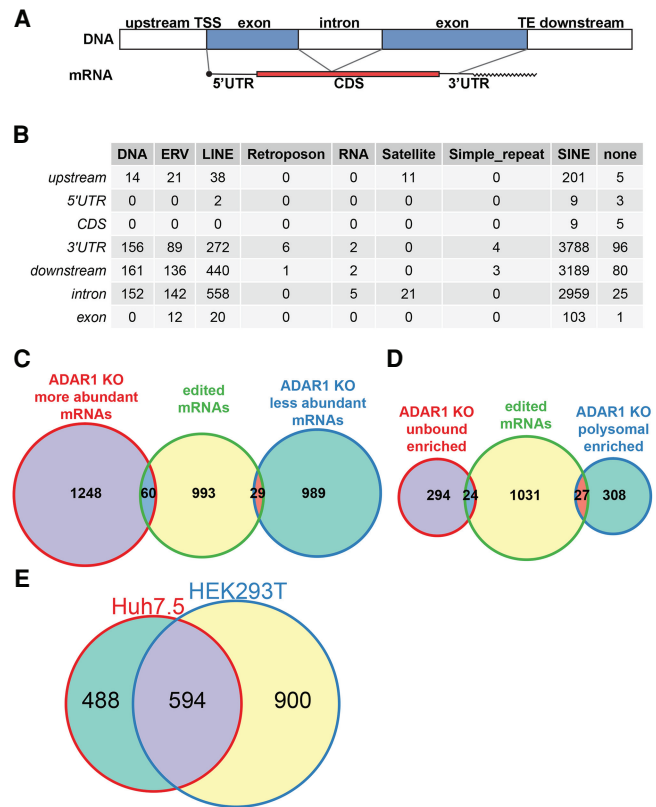 A
upstream TSS exon intron exon TE downstream
DNA
mRNA
5'UTR CDS 3'UTR
B
DNA ERV LINE Retroposon RNA Satellite Simple_repeat SINE none
upstream 14 21 38 0 0 11 0 201 5
5'UTR 0 0 2 0 0 0 0 9 3
CDS 0 0 0 0 0 0 0 9 5
3'UTR 156 89 272 6 2 0 4 3788 96
downstream 161 136 440 1 2 0 3 3189 80
intron 152 142 558 0 5 21 0 2959 25
exon 0 12 20 0 0 0 0 103 1
C
ADAR1 KO
more abundant
mRNAs
edited
mRNAs
ADAR1 KO
less abundant
mRNAs
1248 60 993 29 989
D
ADAR1 KO
unbound
enriched
edited
mRNAs
ADAR1 KO
polysomal
enriched
294 24 1031 27 308
E
Huh7.5 HEK293T
488 594 900